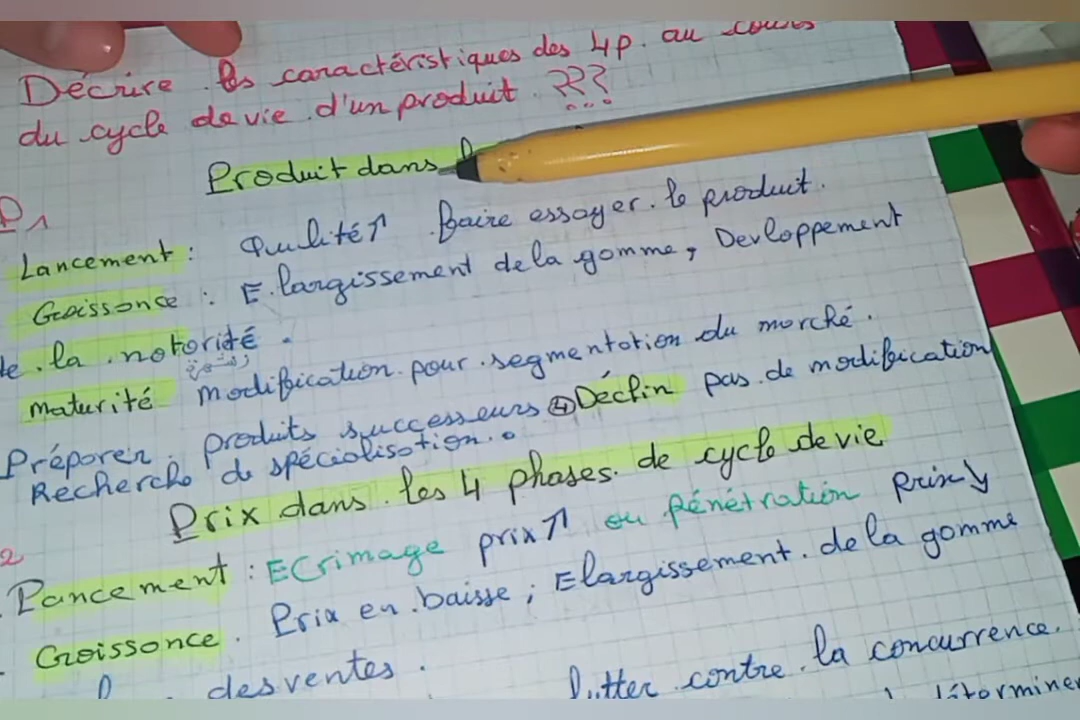 Décrire les caractéristiques des 4p. au cours
du cycle de vie d'un produit ???
Produit dans
P1
Lancement : Qualité↑ Faire essayer le produit.
Croissance : Elargissement de la gamme, Devloppement
de la notorité.
maturité modification pour segmentation du marché.
Préparer produits successeurs ④ Déclin pas de modification
Recherche de spécialisation.
Prix dans les 4 phases de cycle de vie
2
Lancement : ECrimage prix↑ ou pénétration prix↓
Croissance. Prix en baisse ; Elargissement de la gamme
des ventes. lutter contre la concurrence.
déterminer